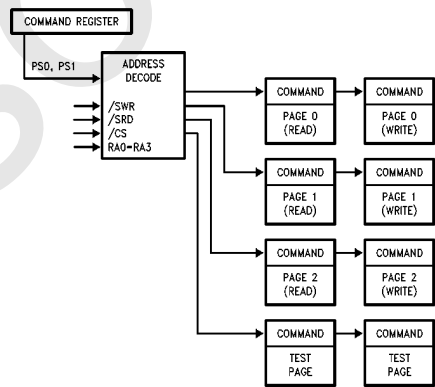 COMMAND REGISTER
PS0, PS1
ADDRESS
DECODE
/SWR
/SRD
/CS
RA0-RA3
COMMAND
PAGE 0
(READ)
COMMAND
PAGE 0
(WRITE)
COMMAND
PAGE 1
(READ)
COMMAND
PAGE 1
(WRITE)
COMMAND
PAGE 2
(READ)
COMMAND
PAGE 2
(WRITE)
COMMAND
TEST
PAGE
COMMAND
TEST
PAGE